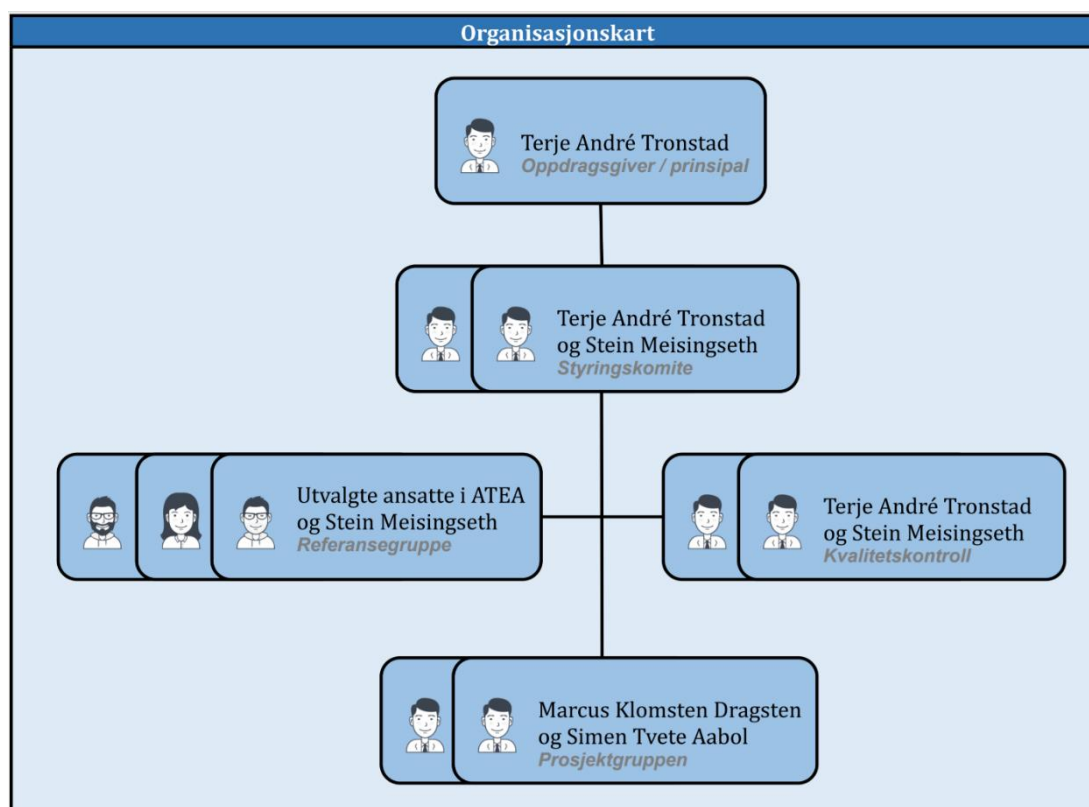 Organisasjonskart
Terje André Tronstad
Oppdragsgiver / prinsipal
Terje André Tronstad
og Stein Meisingseth
Styringskomite
Utvalgte ansatte i ATEA
og Stein Meisingseth
Referansegruppe
Terje André Tronstad
og Stein Meisingseth
Kvalitetskontroll
Marcus Klomsten Dragsten
og Simen Tvete Aabol
Prosjektgruppen